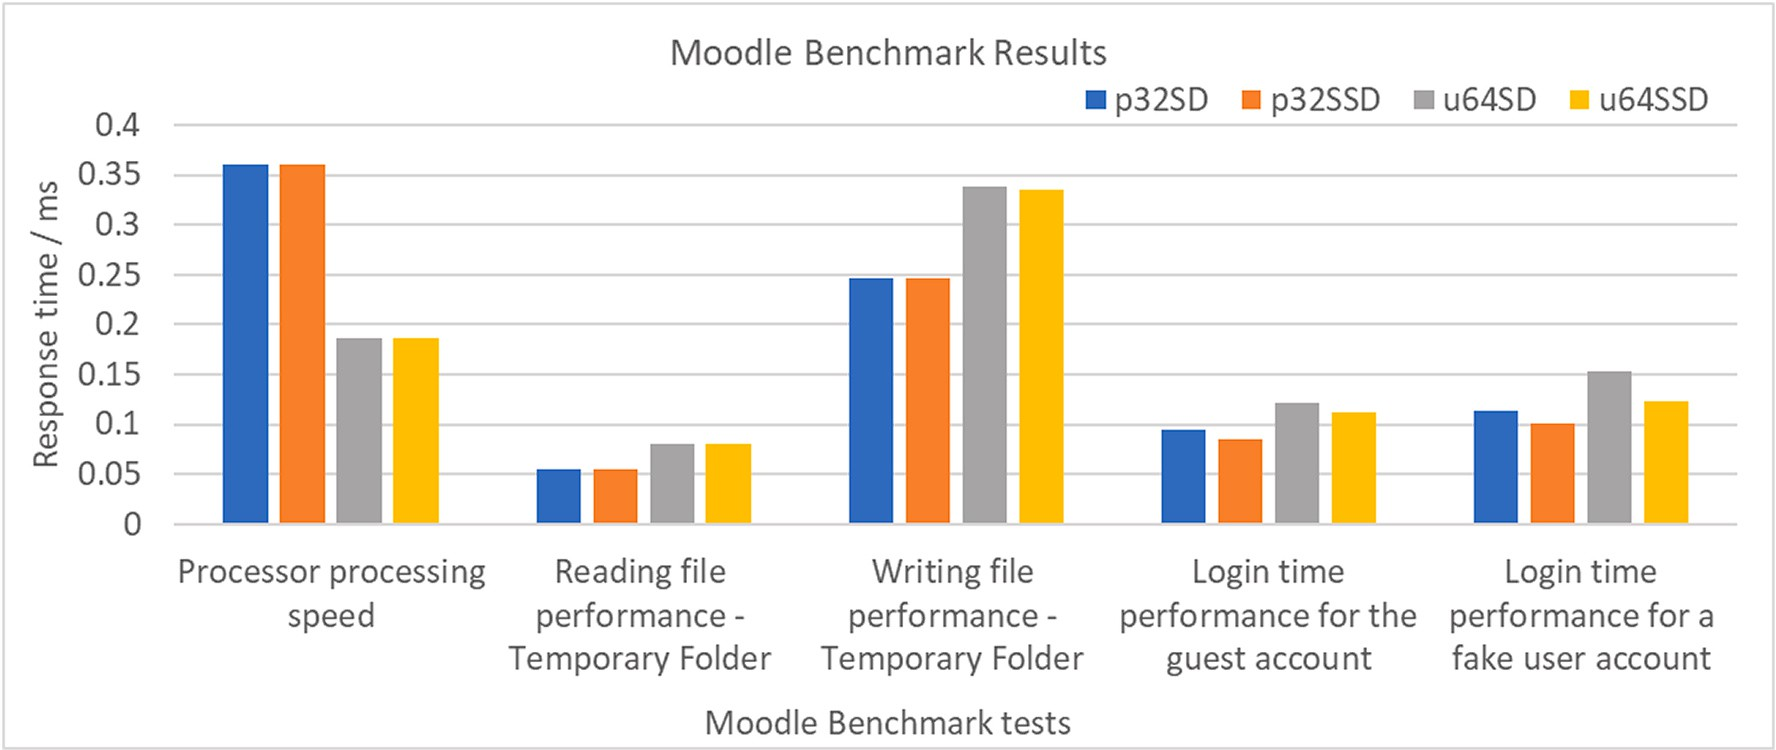 Moodle Benchmark Results
p32SD p32SSD u64SD u64SSD
0.4
0.35
0.3
0.25
0.2
0.15
0.1
0.05
0
Response time / ms
Processor processing
speed
Reading file
performance -
Temporary Folder
Writing file
performance -
Temporary Folder
Login time
performance for the
guest account
Login time
performance for a
fake user account
Moodle Benchmark tests